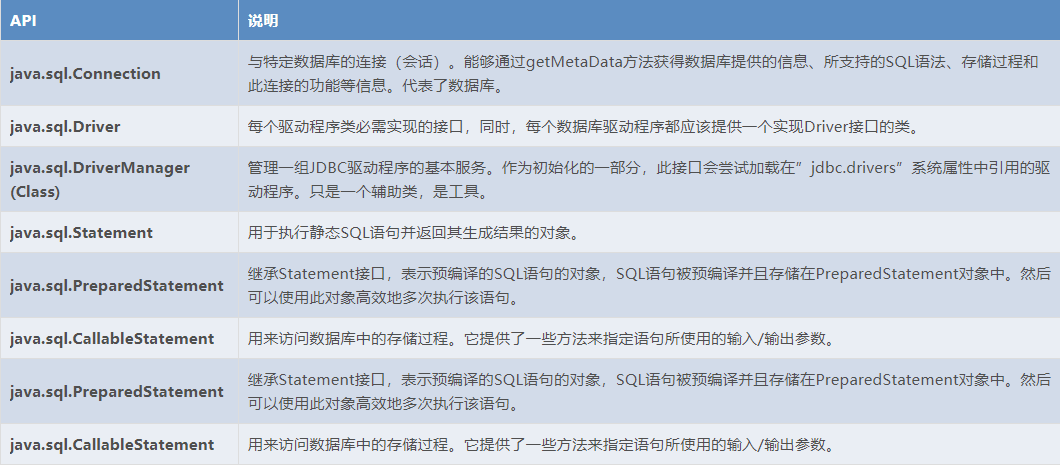 API 说明
java.sql.Connection
与特定数据库的连接（会话）。能够通过getMetaData方法获得数据库提供的信息、所支持的SQL语法、存储过程和
此连接的功能等信息。代表了数据库。
java.sql.Driver
每个驱动程序类必需实现的接口，同时，每个数据库驱动程序都应该提供一个实现Driver接口的类。
java.sql.DriverManager
(Class)
管理一组JDBC驱动程序的基本服务。作为初始化的一部分，此接口会尝试加载在”jdbc.drivers”系统属性中引用的驱
动程序。只是一个辅助类，是工具。
java.sql.Statement
用于执行静态SQL语句并返回其生成结果的对象。
java.sql.PreparedStatement
继承Statement接口，表示预编译的SQL语句的对象，SQL语句被预编译并且存储在PreparedStatement对象中。然后
可以使用此对象高效地多次执行该语句。
java.sql.CallableStatement
用来访问数据库中的存储过程。它提供了一些方法来指定语句所使用的输入/输出参数。
java.sql.PreparedStatement
继承Statement接口，表示预编译的SQL语句的对象，SQL语句被预编译并且存储在PreparedStatement对象中。然后
可以使用此对象高效地多次执行该语句。
java.sql.CallableStatement
用来访问数据库中的存储过程。它提供了一些方法来指定语句所使用的输入/输出参数。